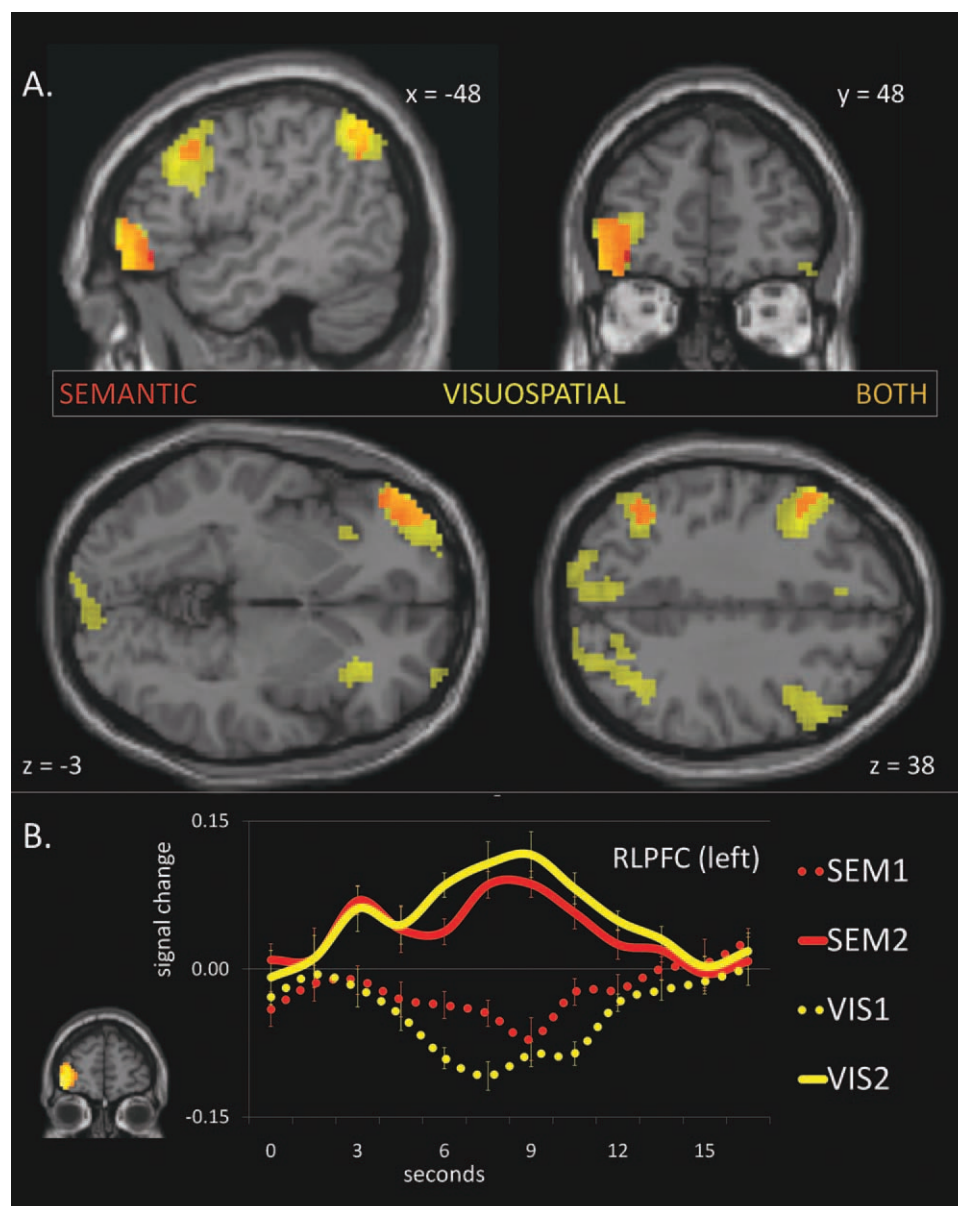 A.
x = -48
y = 48
SEMANTIC VISUOSPATIAL BOTH
z = -3
z = 38
B.
0.15
0.00
-0.15
signal change
RLPFC (left)
SEM1
SEM2
VIS1
VIS2
0 3 6 9 12 15
seconds